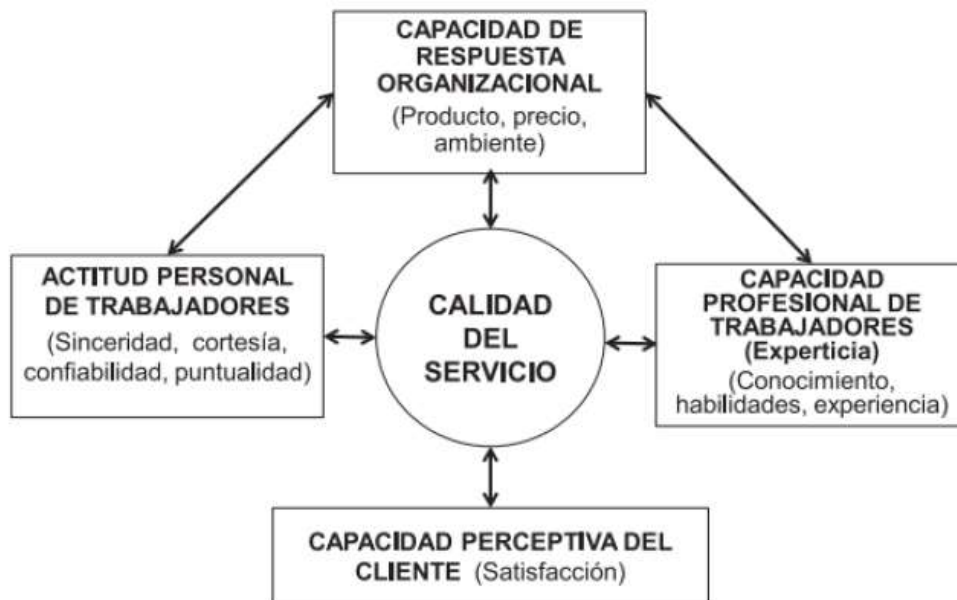 CAPACIDAD DE
RESPUESTA
ORGANIZACIONAL
(Producto, precio,
ambiente)
ACTITUD PERSONAL
DE TRABAJADORES
(Sinceridad, cortesía,
confiabilidad, puntualidad)
CALIDAD
DEL
SERVICIO
CAPACIDAD
PROFESIONAL DE
TRABAJADORES
(Experticia)
(Conocimiento,
habilidades, experiencia)
CAPACIDAD PERCEPTIVA DEL
CLIENTE (Satisfacción)